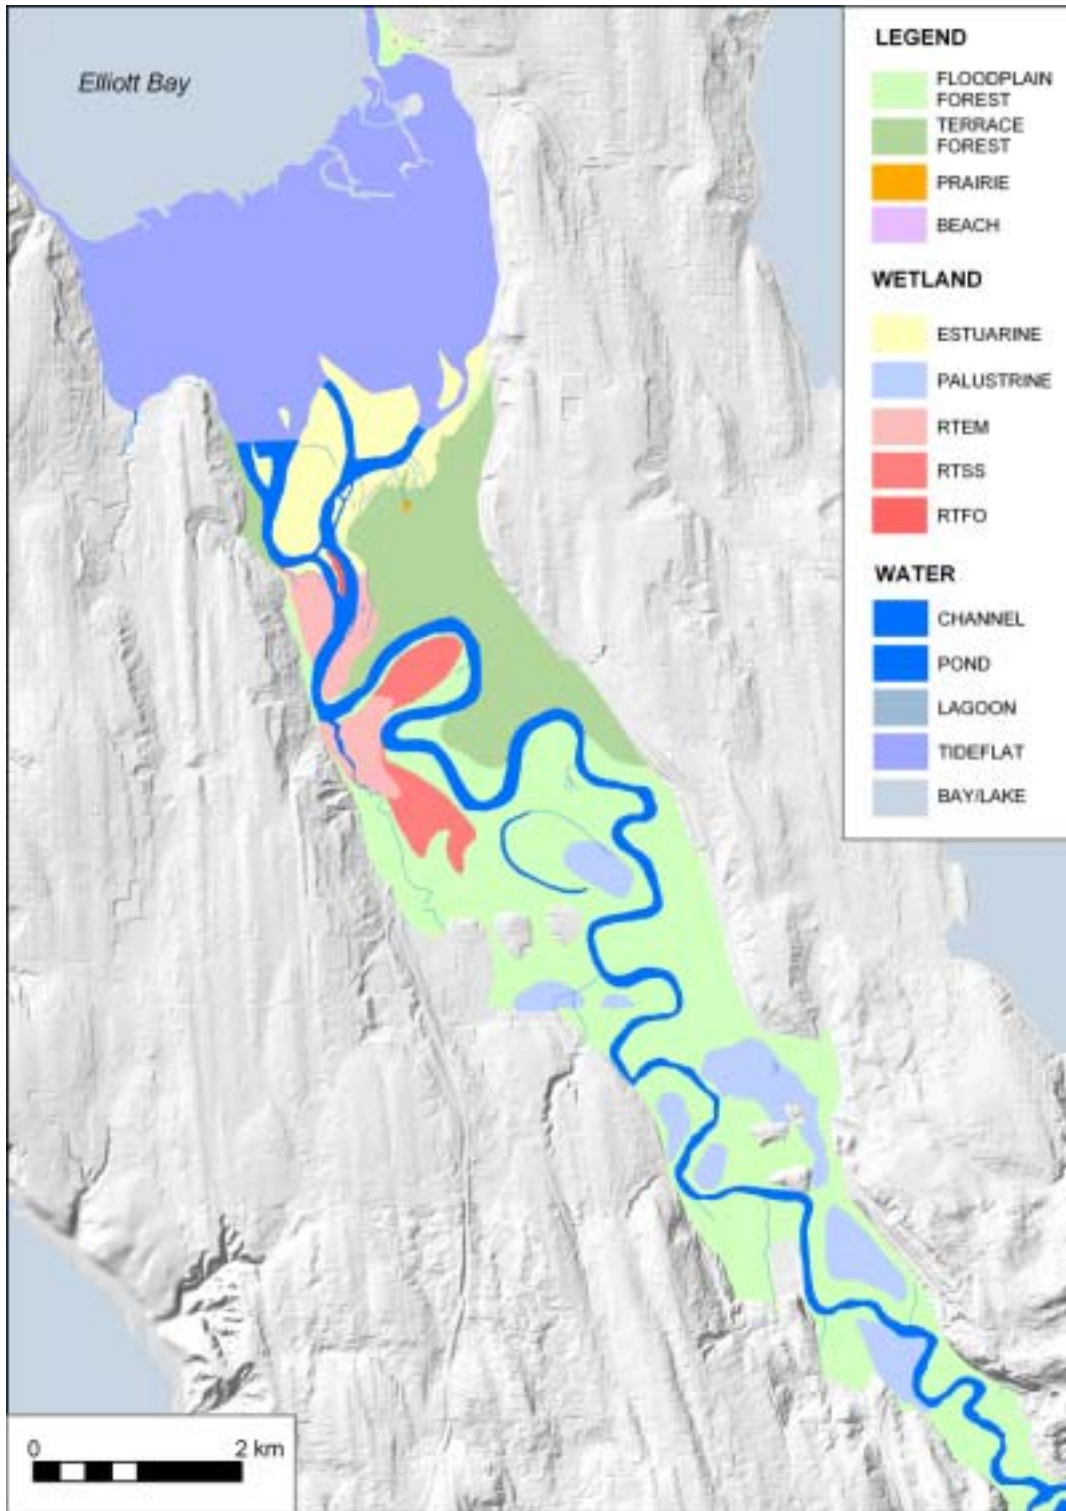 Elliott Bay
LEGEND
FLOODPLAIN
FOREST
TERRACE
FOREST
PRAIRIE
BEACH
WETLAND
ESTUARINE
PALUSTRINE
RTEM
RTSS
RTFO
WATER
CHANNEL
POND
LAGOON
TIDEFLAT
BAY/LAKE
0 2 km